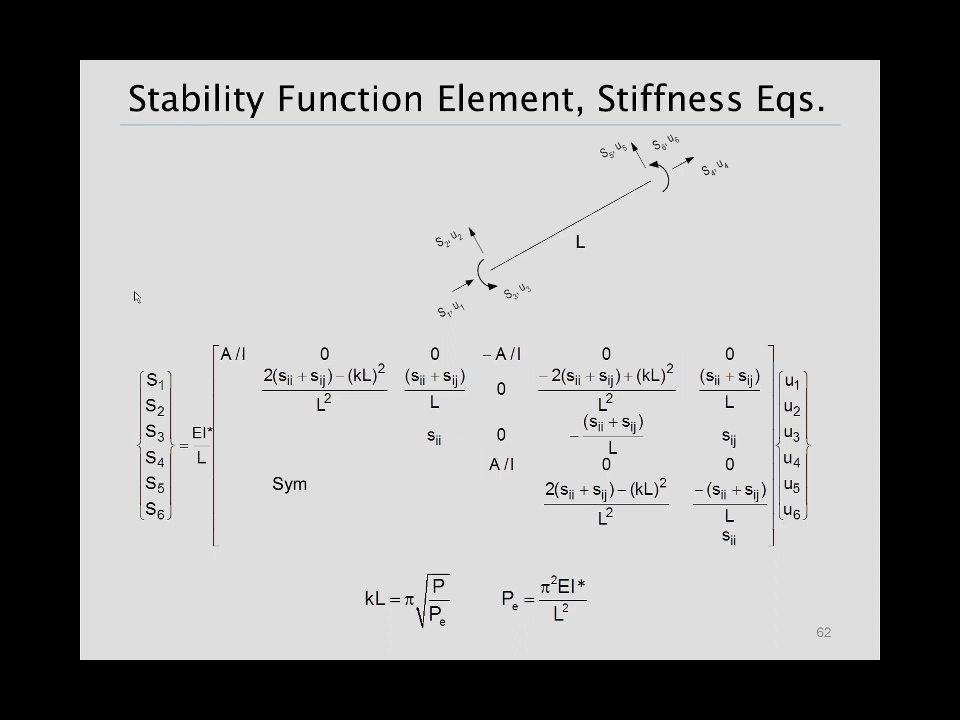 Stability Function Element, Stiffness Eqs.
S₅, u₅
S₆, u₆
S₄, u₄
S₂, u₂
L
S₃, u₃
S₁, u₁
A / I 0 0 − A / I 0 0
S₁ 2(sᵢᵢ + sᵢⱼ) − (kL)² / L² (sᵢᵢ + sᵢⱼ) / L 0 − 2(sᵢᵢ + sᵢⱼ) + (kL)² / L² (sᵢᵢ + sᵢⱼ) / L u₁
S₂ u₂
S₃ = EI* / L sᵢᵢ 0 − (sᵢᵢ + sᵢⱼ) / L sᵢⱼ u₃
S₄ A / I 0 0 u₄
S₅ Sym 2(sᵢᵢ + sᵢⱼ) − (kL)² / L² − (sᵢᵢ + sᵢⱼ) / L u₅
S₆ sᵢᵢ u₆
kL = π √(P / Pₑ) Pₑ = π²EI* / L²
62